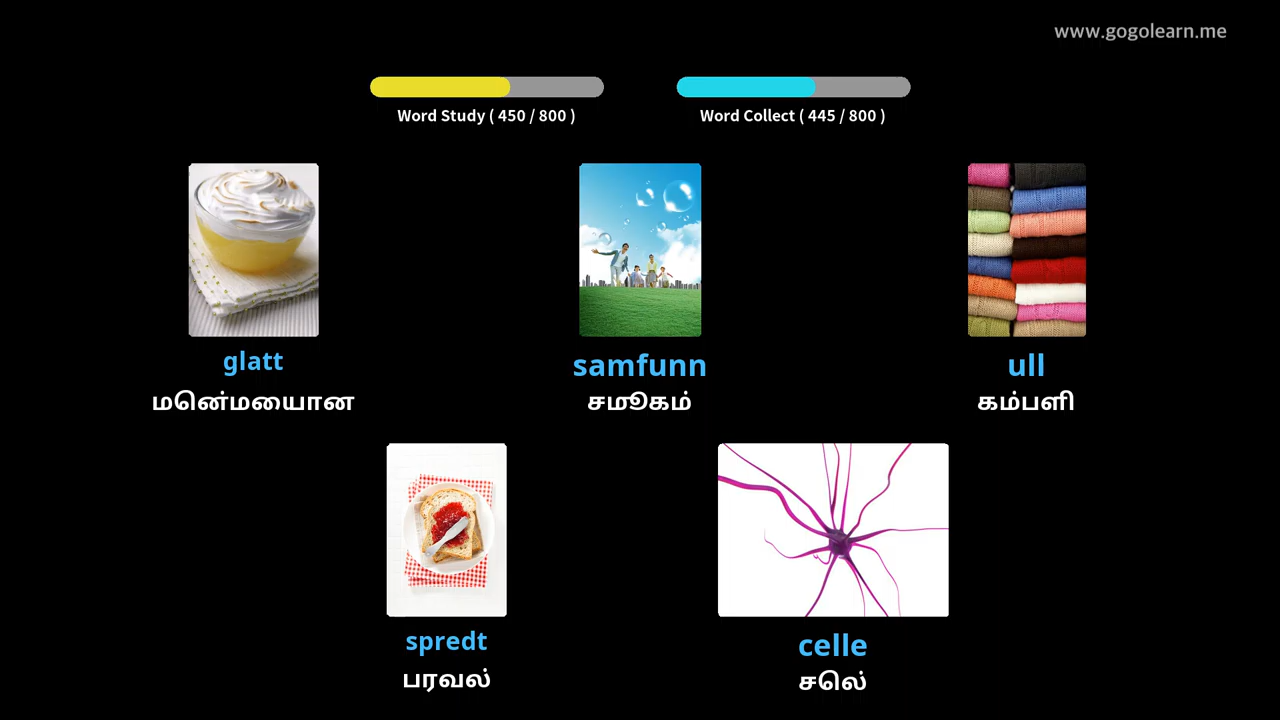 www.gogolearn.me
Word Study ( 450 / 800 )
Word Collect ( 445 / 800 )
glatt
மென்மையான
samfunn
சமூகம்
ull
கம்பளி
spredt
பரவல்
celle
செல்